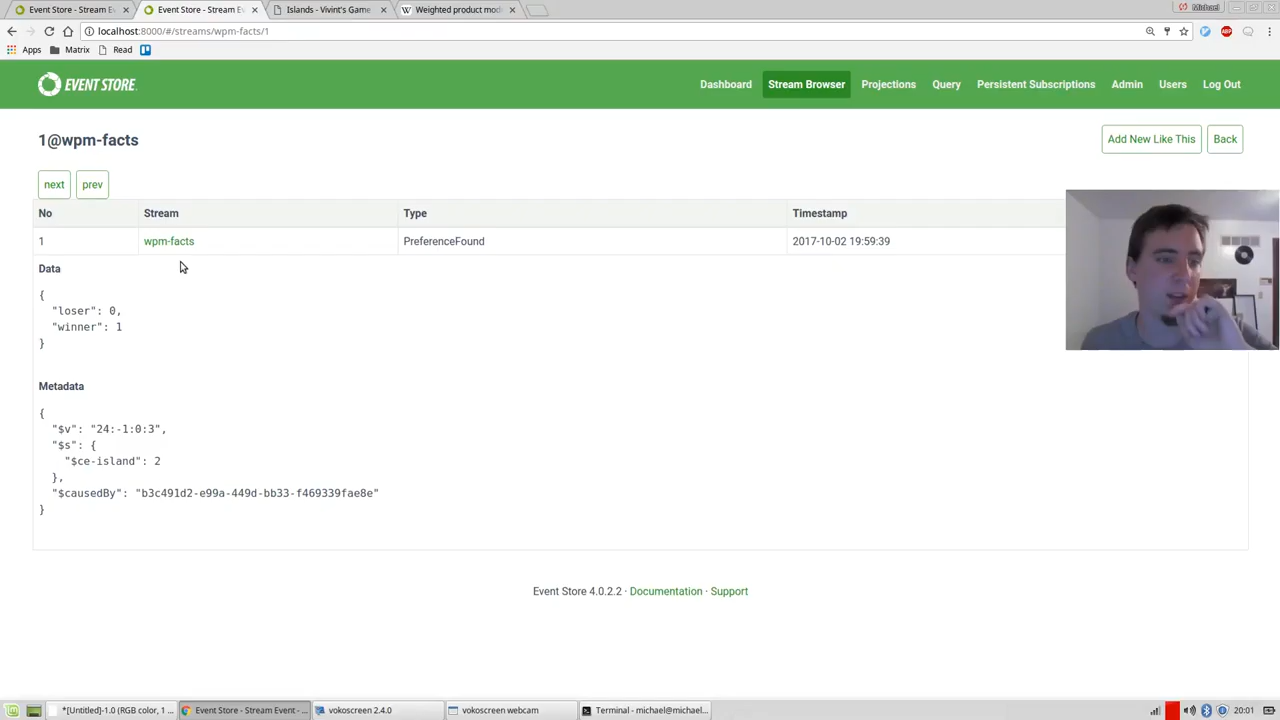 Event Store - Stream E
Event Store - Stream Ev
Islands - Vivint's Game
Weighted product mod
Michael
localhost:8000/#/streams/wpm-facts/1
Apps
Matrix
Read
EVENT STORE
Dashboard
Stream Browser
Projections
Query
Persistent Subscriptions
Admin
Users
Log Out
1@wpm-facts
Add New Like This
Back
next
prev
No
Stream
Type
Timestamp
1
wpm-facts
PreferenceFound
2017-10-02 19:59:39
Data
{
"loser": 0,
"winner": 1
}
Metadata
{
"$v": "24:-1:0:3",
"$s": {
"$ce-island": 2
},
"$causedBy": "b3c491d2-e99a-449d-bb33-f469339fae8e"
}
Event Store 4.0.2.2 · Documentation · Support
*[Untitled]-1.0 (RGB color, 1 ...
Event Store - Stream Event - ...
vokoscreen 2.4.0
vokoscreen webcam
Terminal - michael@michael...
20:01